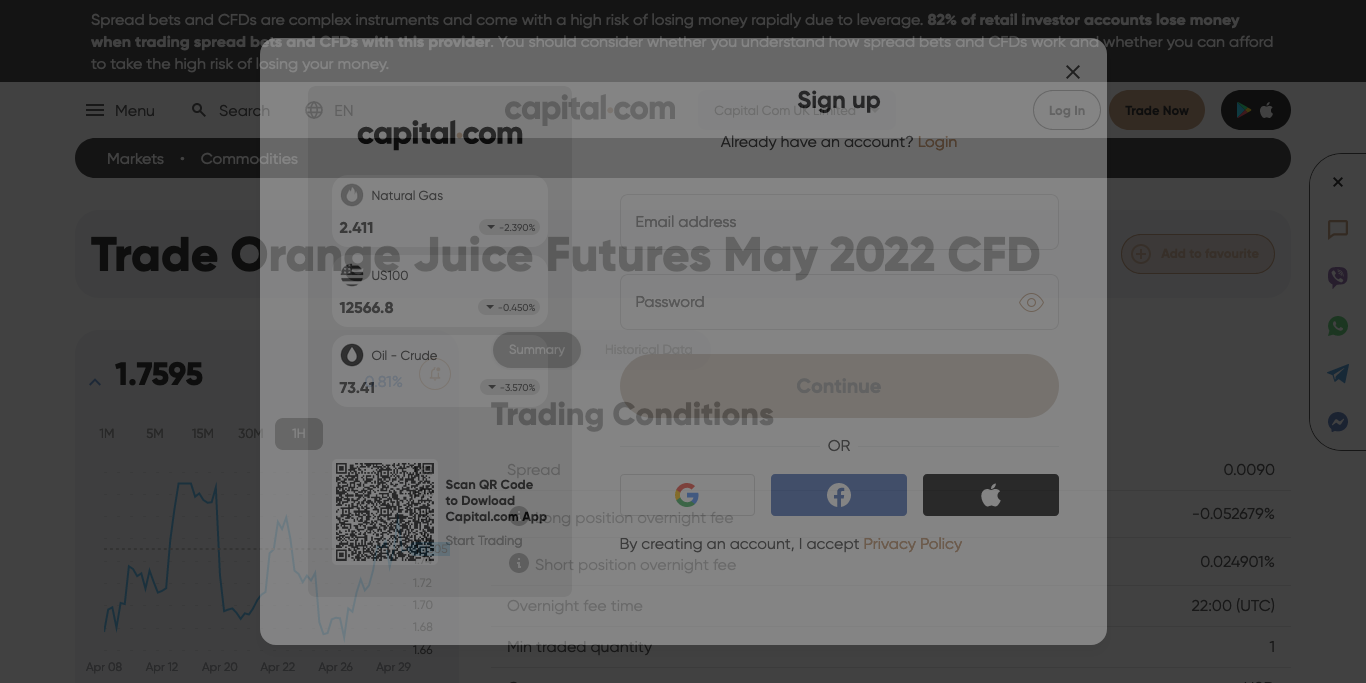 Spread bets and CFDs are complex instruments and come with a high risk of losing money rapidly due to leverage. 82% of retail investor accounts lose money
when trading spread bets and CFDs with this provider. You should consider whether you understand how spread bets and CFDs work and whether you can afford
to take the high risk of losing your money.
Menu
Search
EN
capital.com
Capital Com UK Limited
Log In
Trade Now
Markets • Commodities
Trade Orange Juice Futures May 2022 CFD
Add to favourite
1.7595
0.81%
1M 5M 15M 30M 1H
1.72
1.70
1.68
1.66
Apr 08 Apr 12 Apr 20 Apr 22 Apr 26 Apr 29
Summary
Historical Data
Trading Conditions
Spread 0.0090
Long position overnight fee -0.052679%
Short position overnight fee 0.024901%
Overnight fee time 22:00 (UTC)
Min traded quantity 1
capital.com
Natural Gas
2.411 -2.390%
US100
12566.8 -0.450%
Oil - Crude
73.41 -3.570%
Scan QR Code
to Dowload
Capital.com App
Start Trading
Sign up
Already have an account? Login
Email address
Password
Continue
OR
By creating an account, I accept Privacy Policy